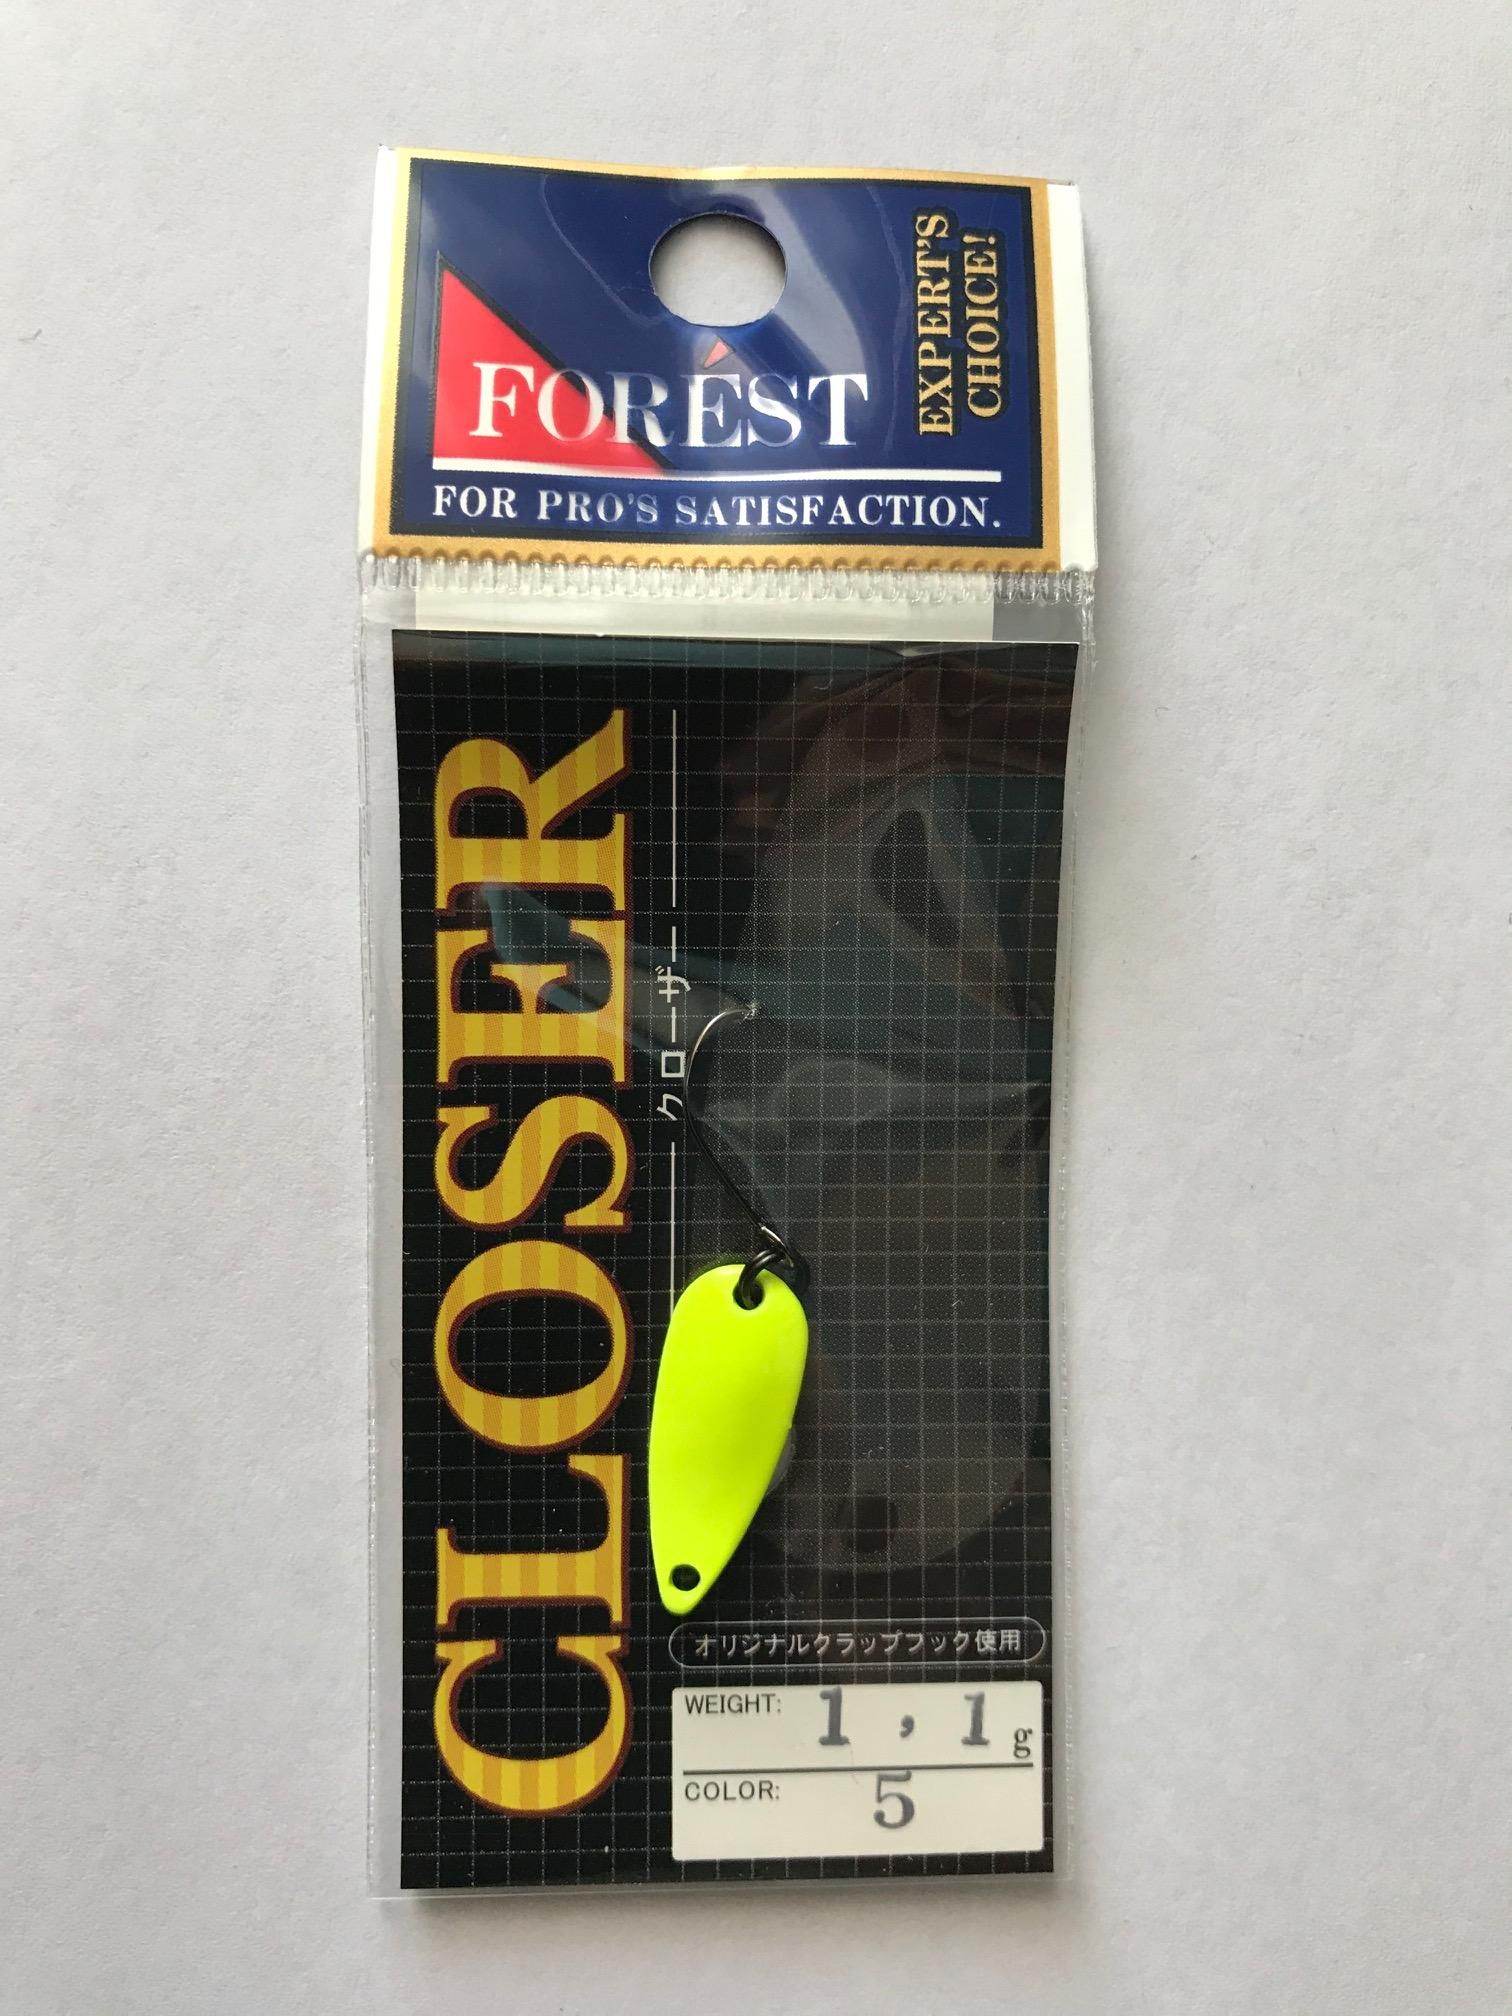 EXPERT'S
CHOICE!
FORÉST
FOR PRO'S SATISFACTION.
CLOSER
クローザー
オリジナルクラップフック使用
WEIGHT: 1,1g
COLOR: 5